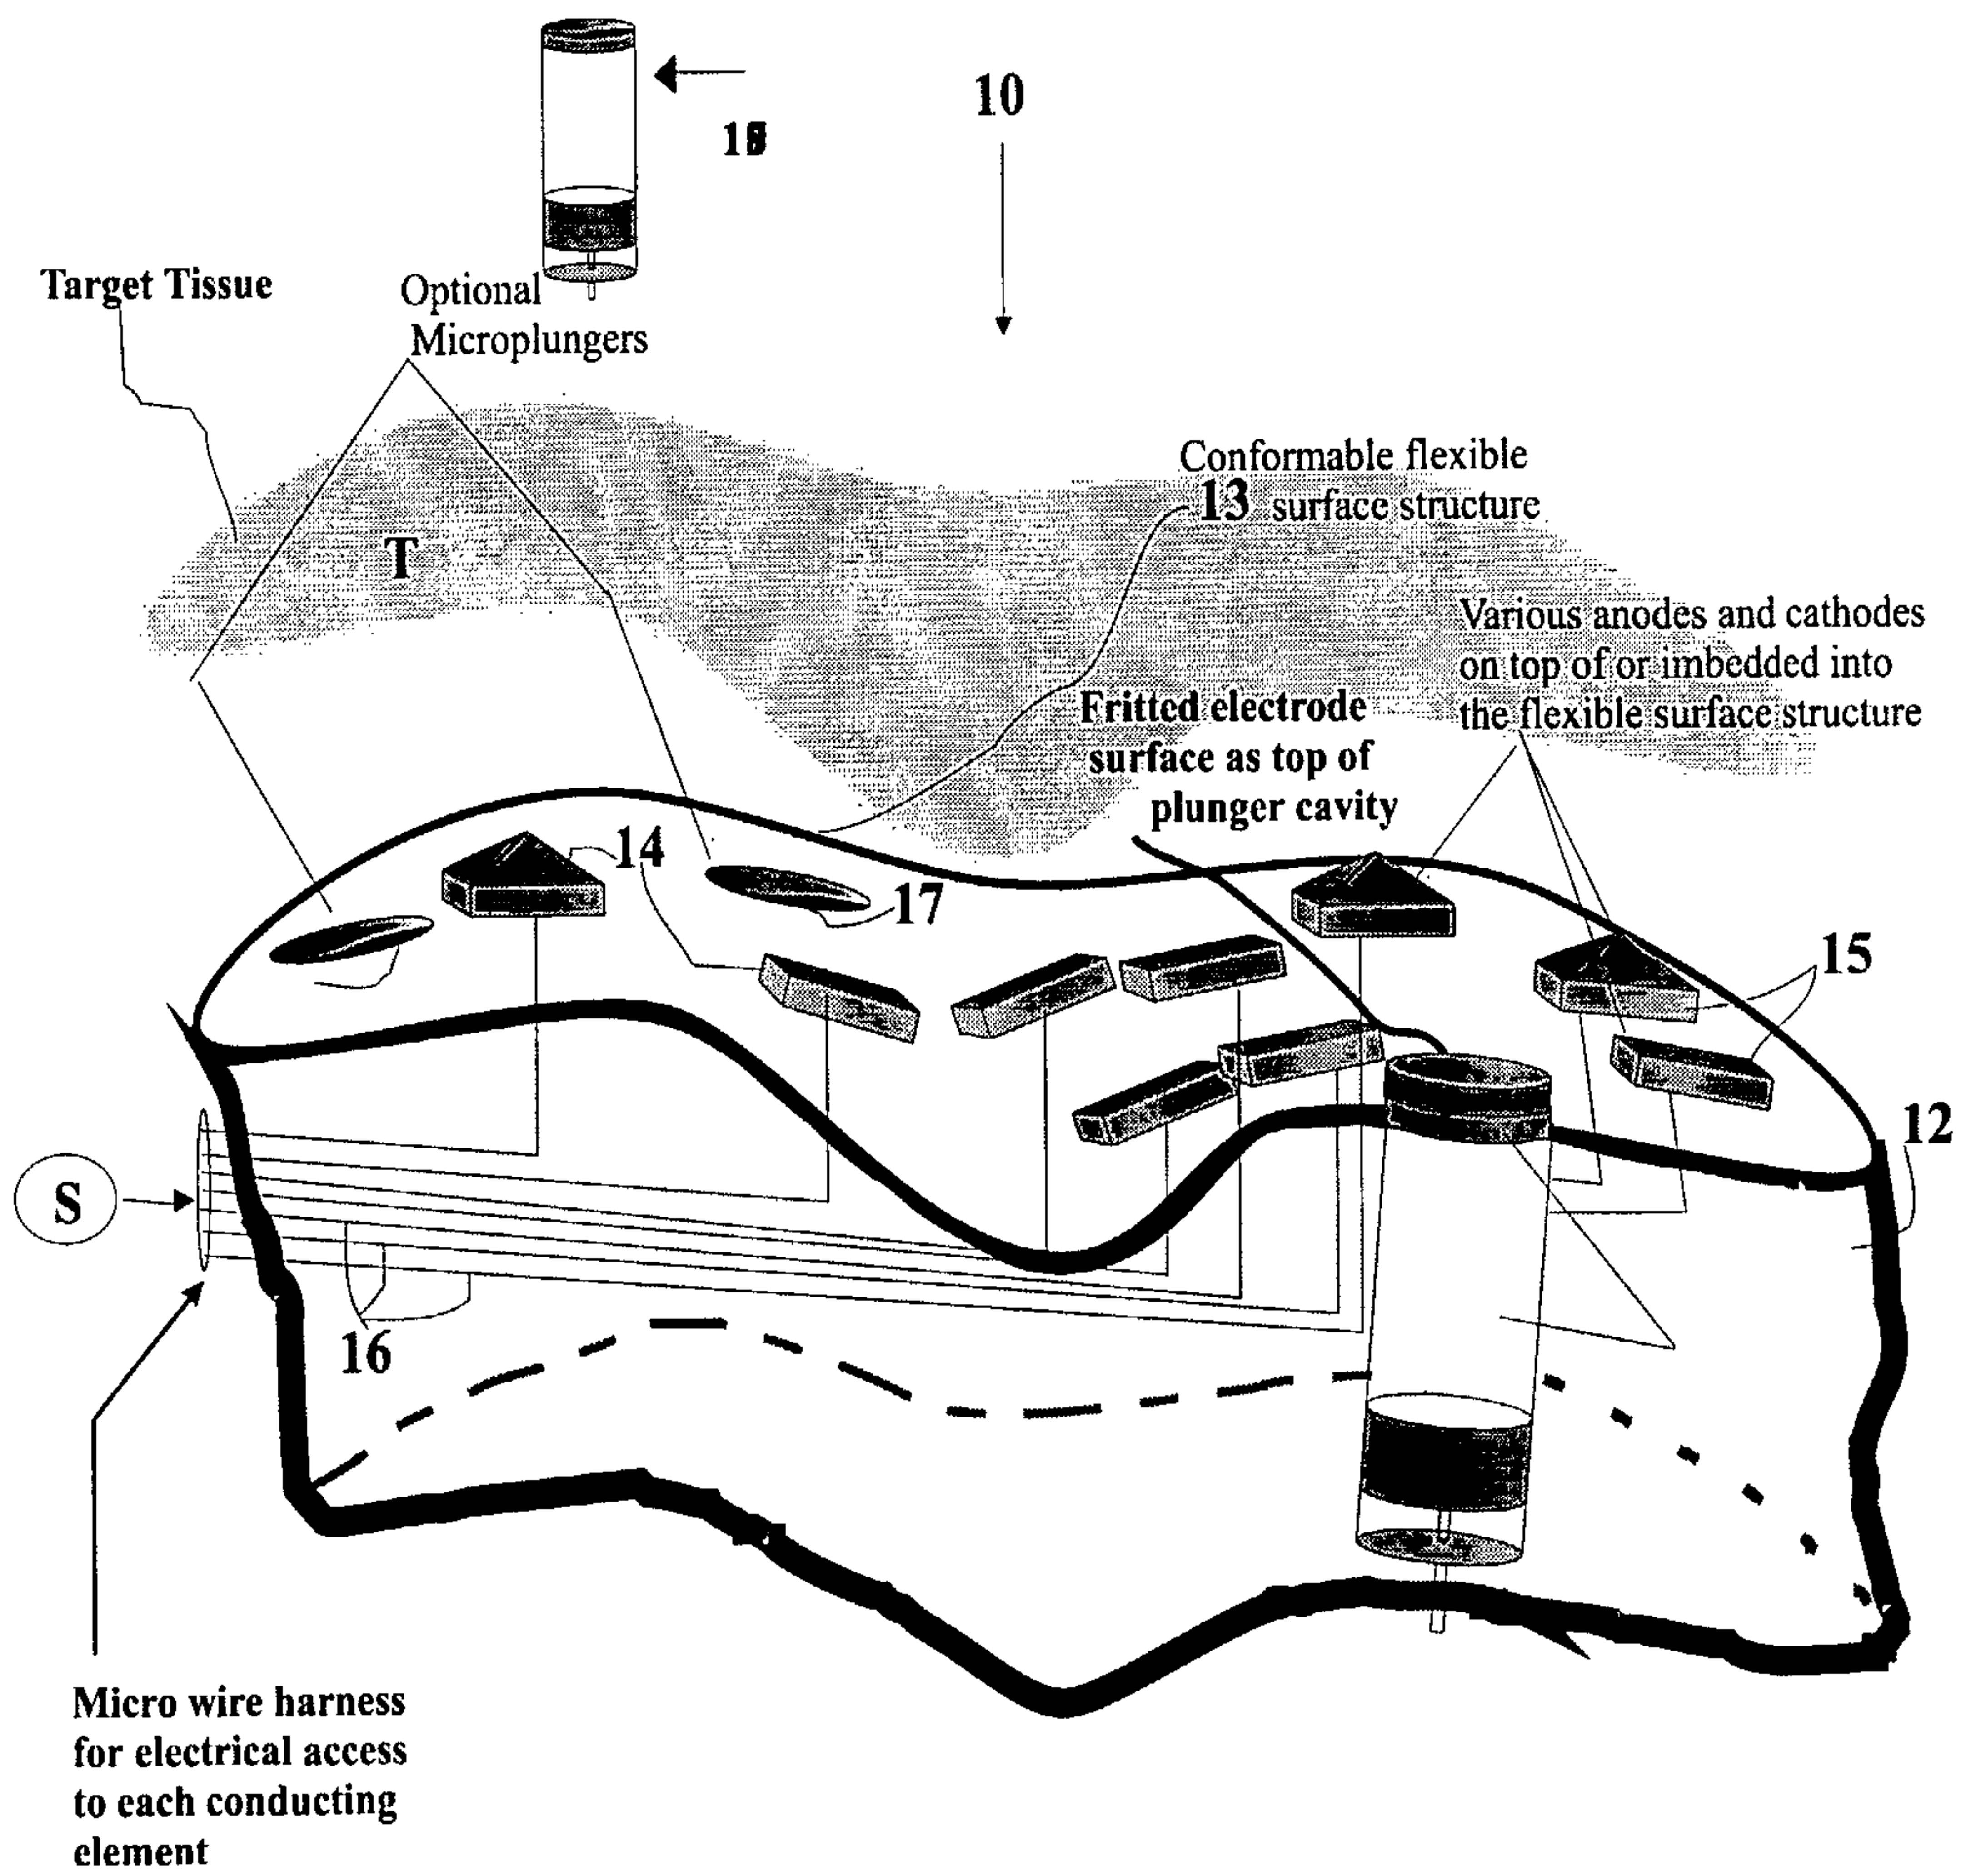 10
Target Tissue
Optional
Microplungers
T
Conformable flexible
13 surface structure
Various anodes and cathodes
on top of or imbedded into
the flexible surface structure
Fritted electrode
surface as top of
plunger cavity
14
17
15
12
S
16
Micro wire harness
for electrical access
to each conducting
element